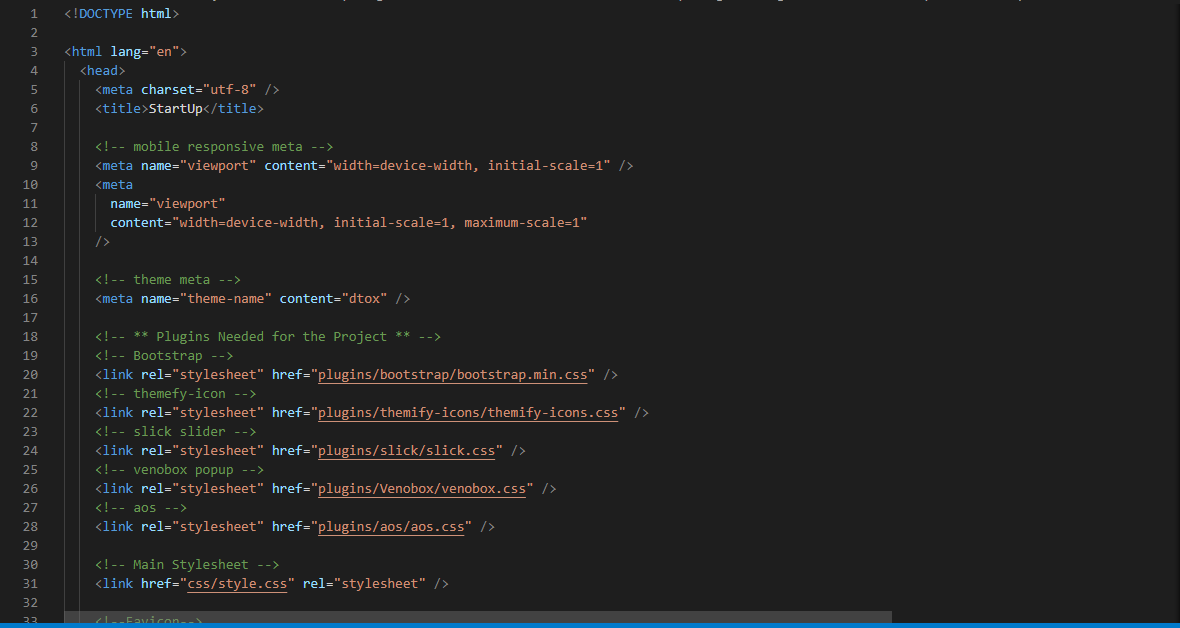 1 <!DOCTYPE html>
2
3 <html lang="en">
4 <head>
5 <meta charset="utf-8" />
6 <title>StartUp</title>
7
8 <!-- mobile responsive meta -->
9 <meta name="viewport" content="width=device-width, initial-scale=1" />
10 <meta
11 name="viewport"
12 content="width=device-width, initial-scale=1, maximum-scale=1"
13 />
14
15 <!-- theme meta -->
16 <meta name="theme-name" content="dtox" />
17
18 <!-- ** Plugins Needed for the Project ** -->
19 <!-- Bootstrap -->
20 <link rel="stylesheet" href="plugins/bootstrap/bootstrap.min.css" />
21 <!-- themefy-icon -->
22 <link rel="stylesheet" href="plugins/themify-icons/themify-icons.css" />
23 <!-- slick slider -->
24 <link rel="stylesheet" href="plugins/slick/slick.css" />
25 <!-- venobox popup -->
26 <link rel="stylesheet" href="plugins/Venobox/venobox.css" />
27 <!-- aos -->
28 <link rel="stylesheet" href="plugins/aos/aos.css" />
29
30 <!-- Main Stylesheet -->
31 <link href="css/style.css" rel="stylesheet" />
32
33 <!--Favicon-->